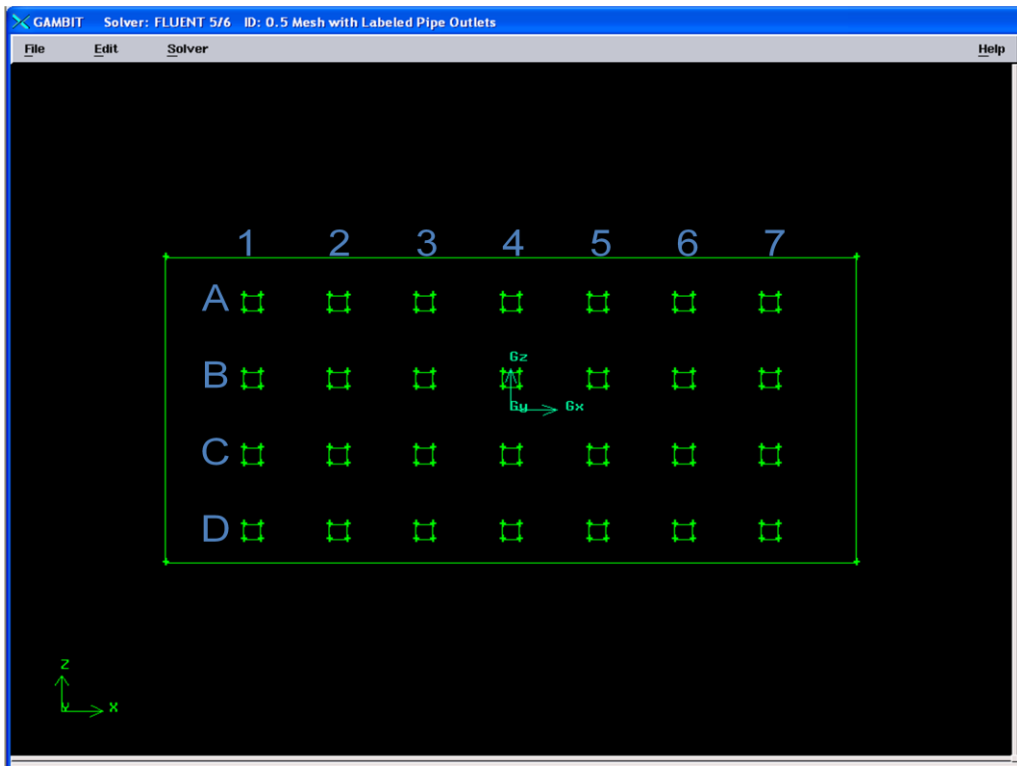 GAMBIT Solver: FLUENT 5/6 ID: 0.5 Mesh with Labeled Pipe Outlets
File Edit Solver Help
1 2 3 4 5 6 7
A
Gz
B
Gy Gx
C
D
Z
Y X